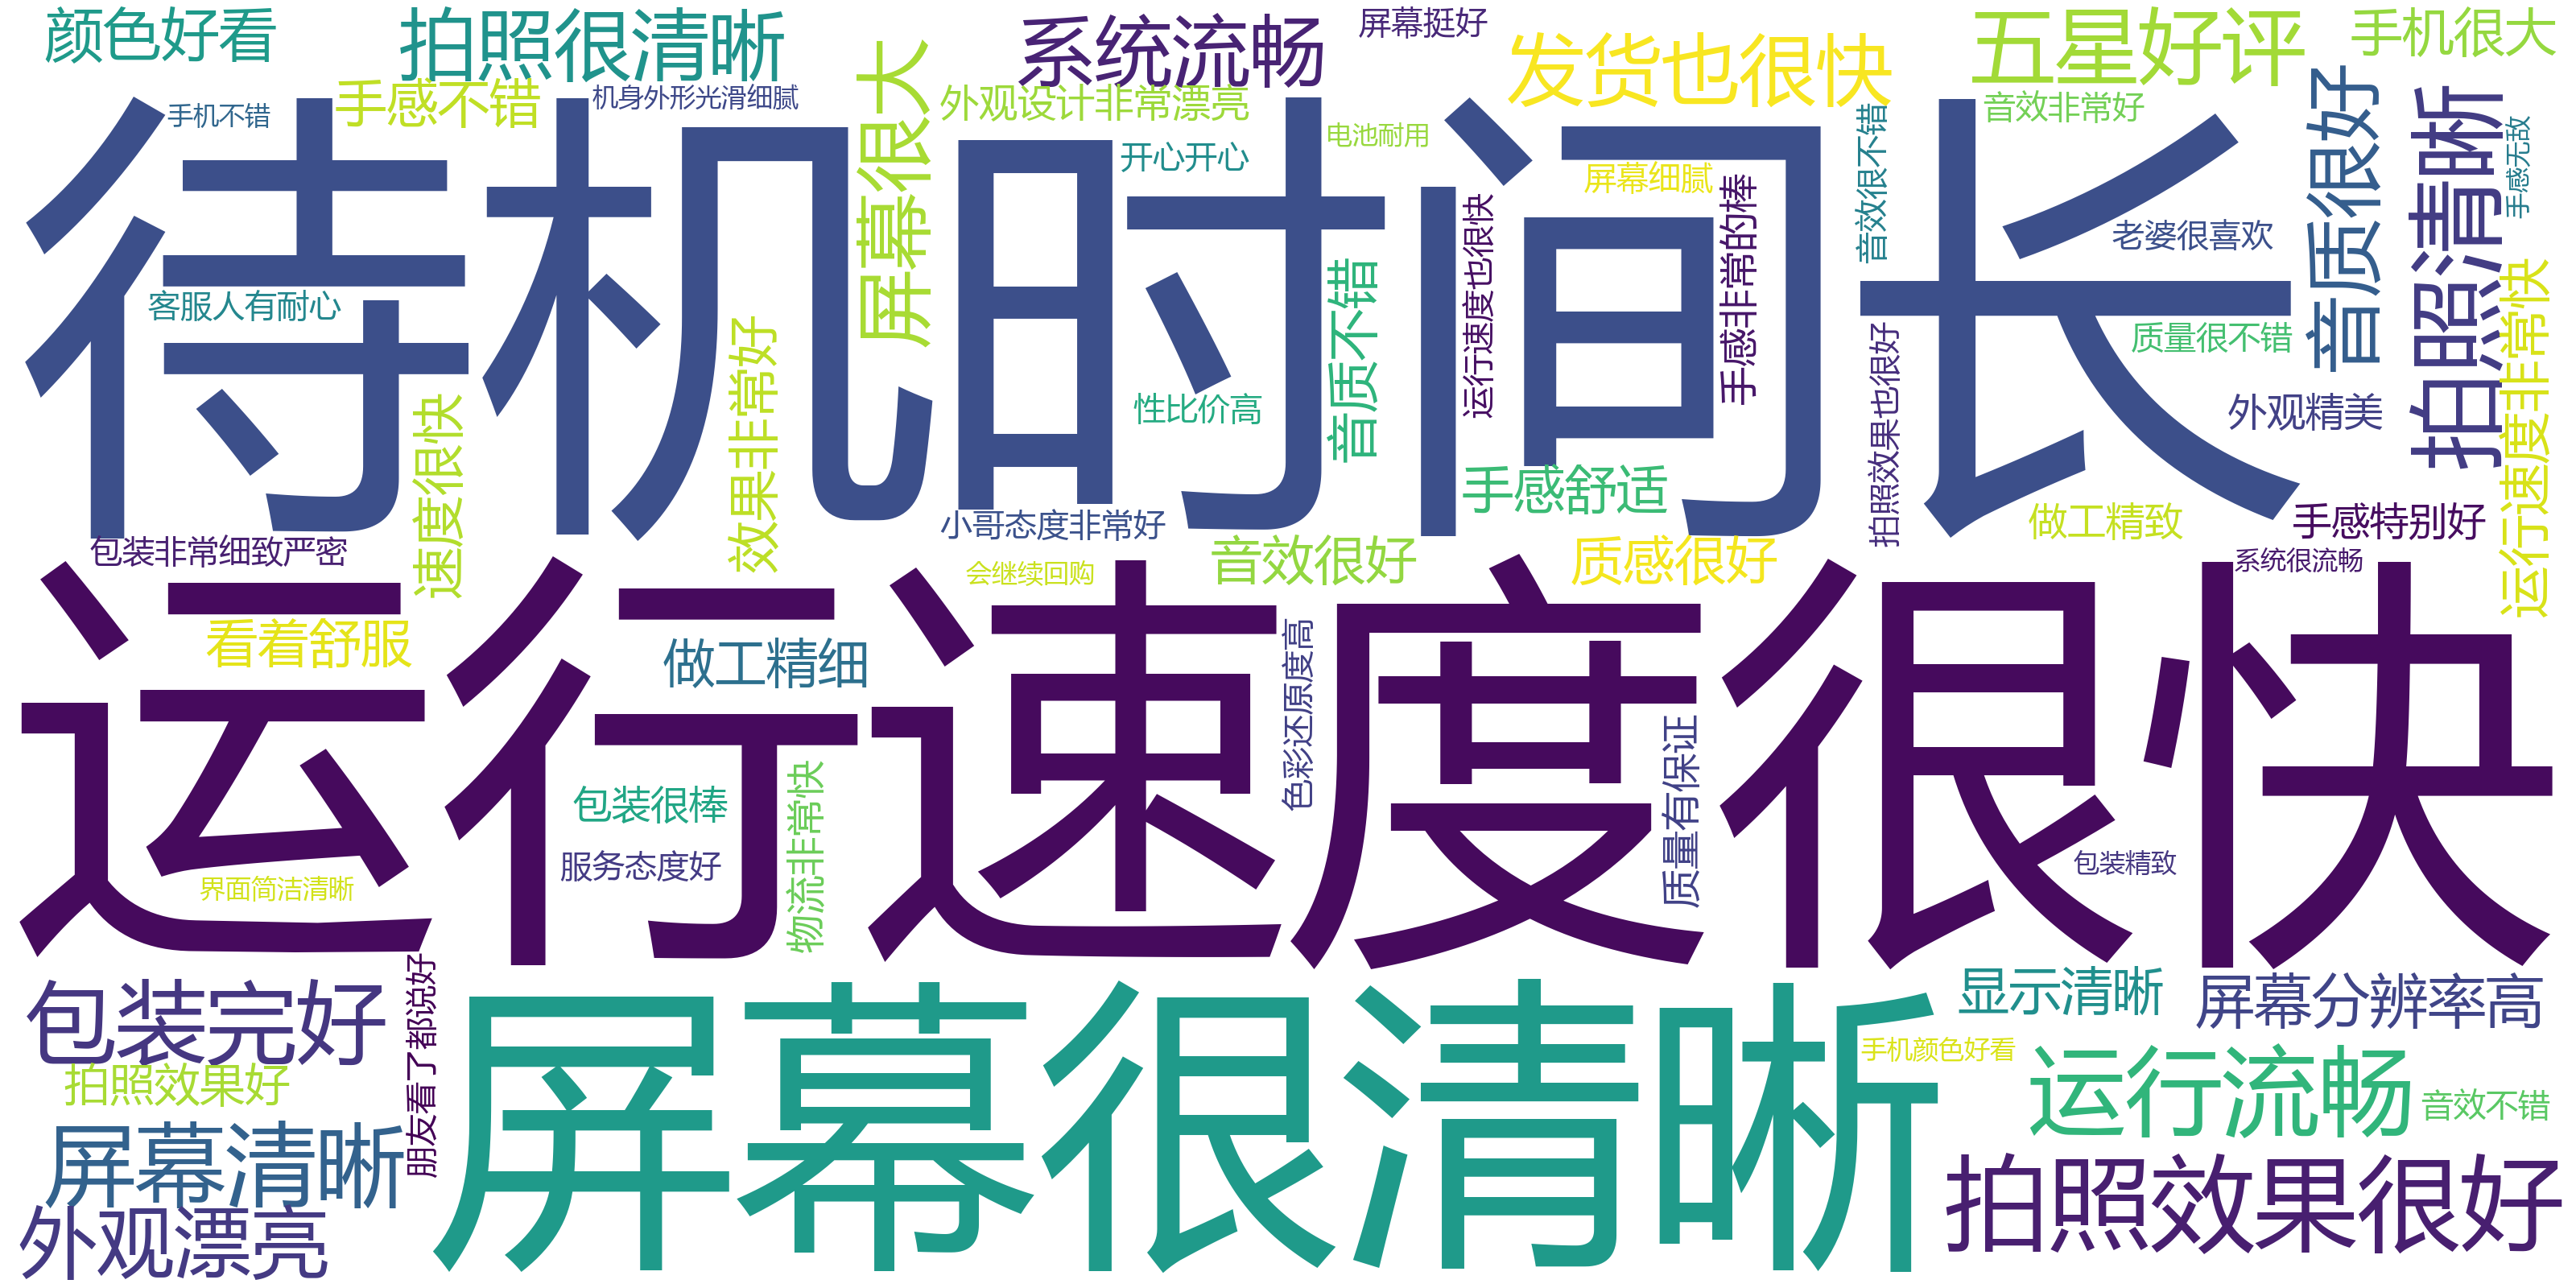 颜色好看
拍照很清晰
系统流畅
屏幕挺好
发货也很快
五星好评
手机很大
手机不错
手感不错
机身外形光滑细腻
屏幕很大
外观设计非常漂亮
开心开心
电池耐用
屏幕细腻
音效很不错
音效非常好
音质很好
拍照清晰
手感无敌
待机时间长
客服人有耐心
速度很快
效果非常好
性比价高
音质不错
运行速度也很快
手感非常的棒
拍照效果也很好
老婆很喜欢
质量很不错
外观精美
运行速度非常快
小哥态度非常好
手感舒适
做工精致
手感特别好
包装非常细致严密
会继续回购
音效很好
质感很好
系统很流畅
看着舒服
做工精细
运行速度很快
色彩还原度高
质量有保证
包装很棒
服务态度好
物流非常快
界面简洁清晰
包装精致
包装完好
朋友看了都说好
屏幕很清晰
显示清晰
屏幕分辨率高
拍照效果好
手机颜色好看
运行流畅
音效不错
屏幕清晰
外观漂亮
拍照效果很好